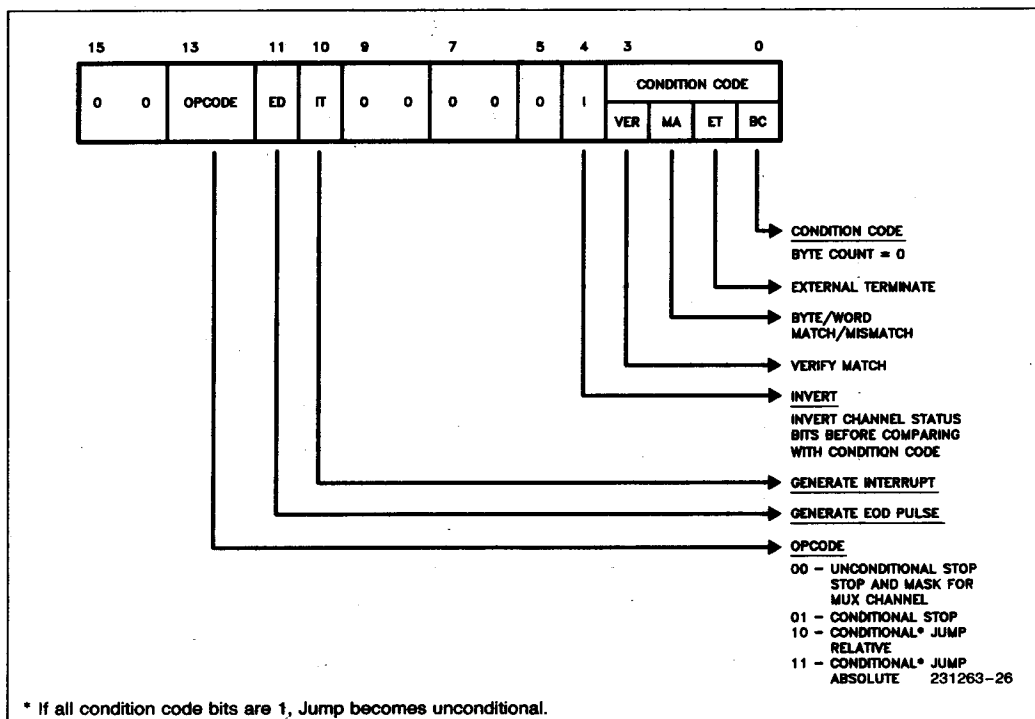 15 13 11 10 9 7 5 4 3 0
0 0 OPCODE ED IT 0 0 0 0 0 I CONDITION CODE
VER MA ET BC
CONDITION CODE
BYTE COUNT = 0
EXTERNAL TERMINATE
BYTE/WORD
MATCH/MISMATCH
VERIFY MATCH
INVERT
INVERT CHANNEL STATUS
BITS BEFORE COMPARING
WITH CONDITION CODE
GENERATE INTERRUPT
GENERATE EOD PULSE
OPCODE
00 – UNCONDITIONAL STOP
STOP AND MASK FOR
MUX CHANNEL
01 – CONDITIONAL STOP
10 – CONDITIONAL* JUMP
RELATIVE
11 – CONDITIONAL* JUMP
ABSOLUTE 231263–26
* If all condition code bits are 1, Jump becomes unconditional.